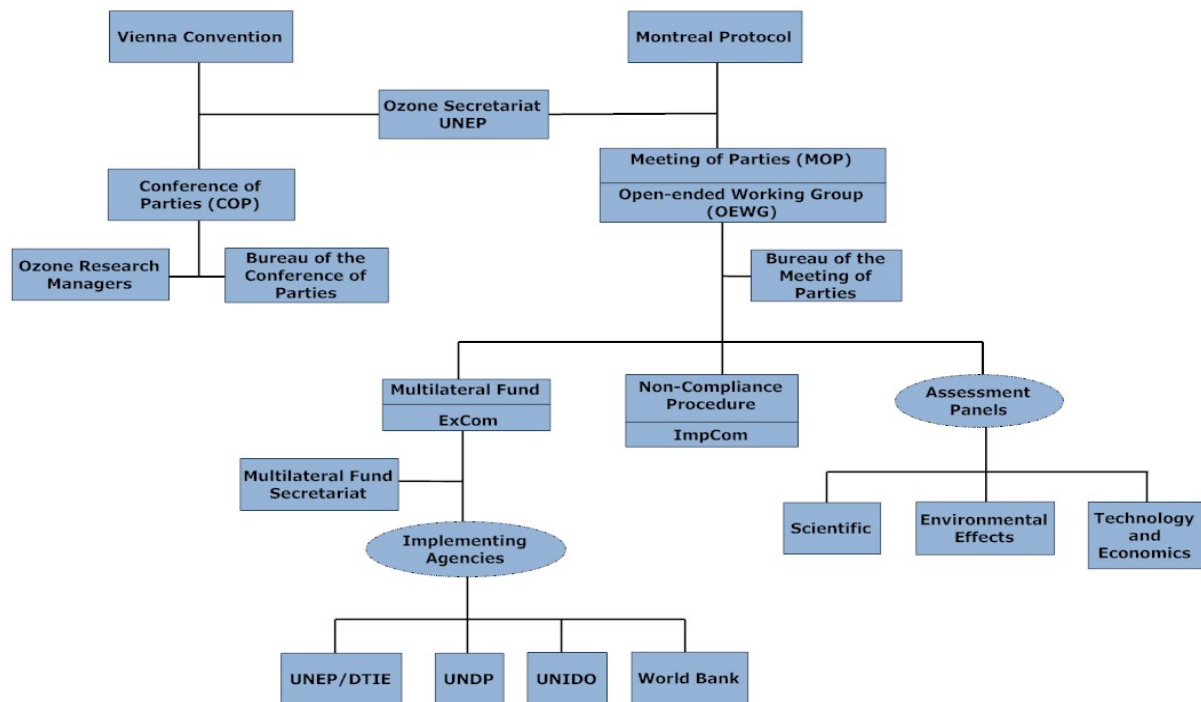 Vienna Convention
Montreal Protocol
Ozone Secretariat
UNEP
Meeting of Parties (MOP)
Open-ended Working Group
(OEWG)
Conference of
Parties (COP)
Ozone Research
Managers
Bureau of the
Conference of
Parties
Bureau of the
Meeting of
Parties
Multilateral Fund
ExCom
Non-Compliance
Procedure
ImpCom
Assessment
Panels
Multilateral Fund
Secretariat
Scientific
Environmental
Effects
Technology
and
Economics
Implementing
Agencies
UNEP/DTIE
UNDP
UNIDO
World Bank